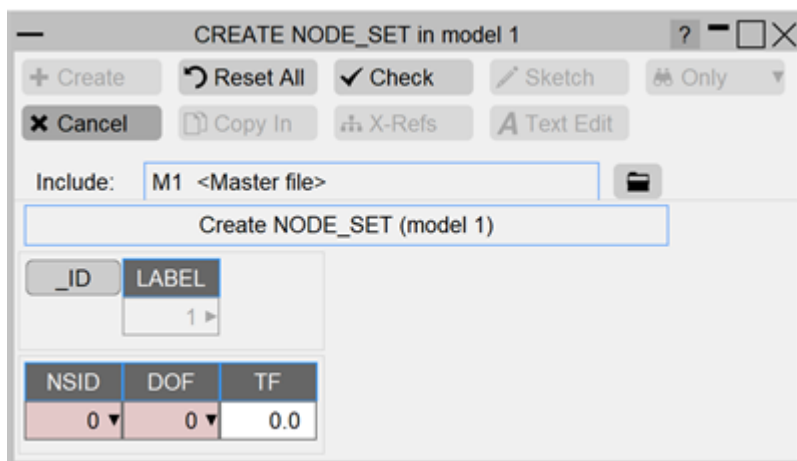 CREATE NODE_SET in model 1 ?
Create Reset All Check Sketch Only
Cancel Copy In X-Refs Text Edit
Include: M1 <Master file>
Create NODE_SET (model 1)
_ID LABEL
1
NSID DOF TF
0 0 0.0